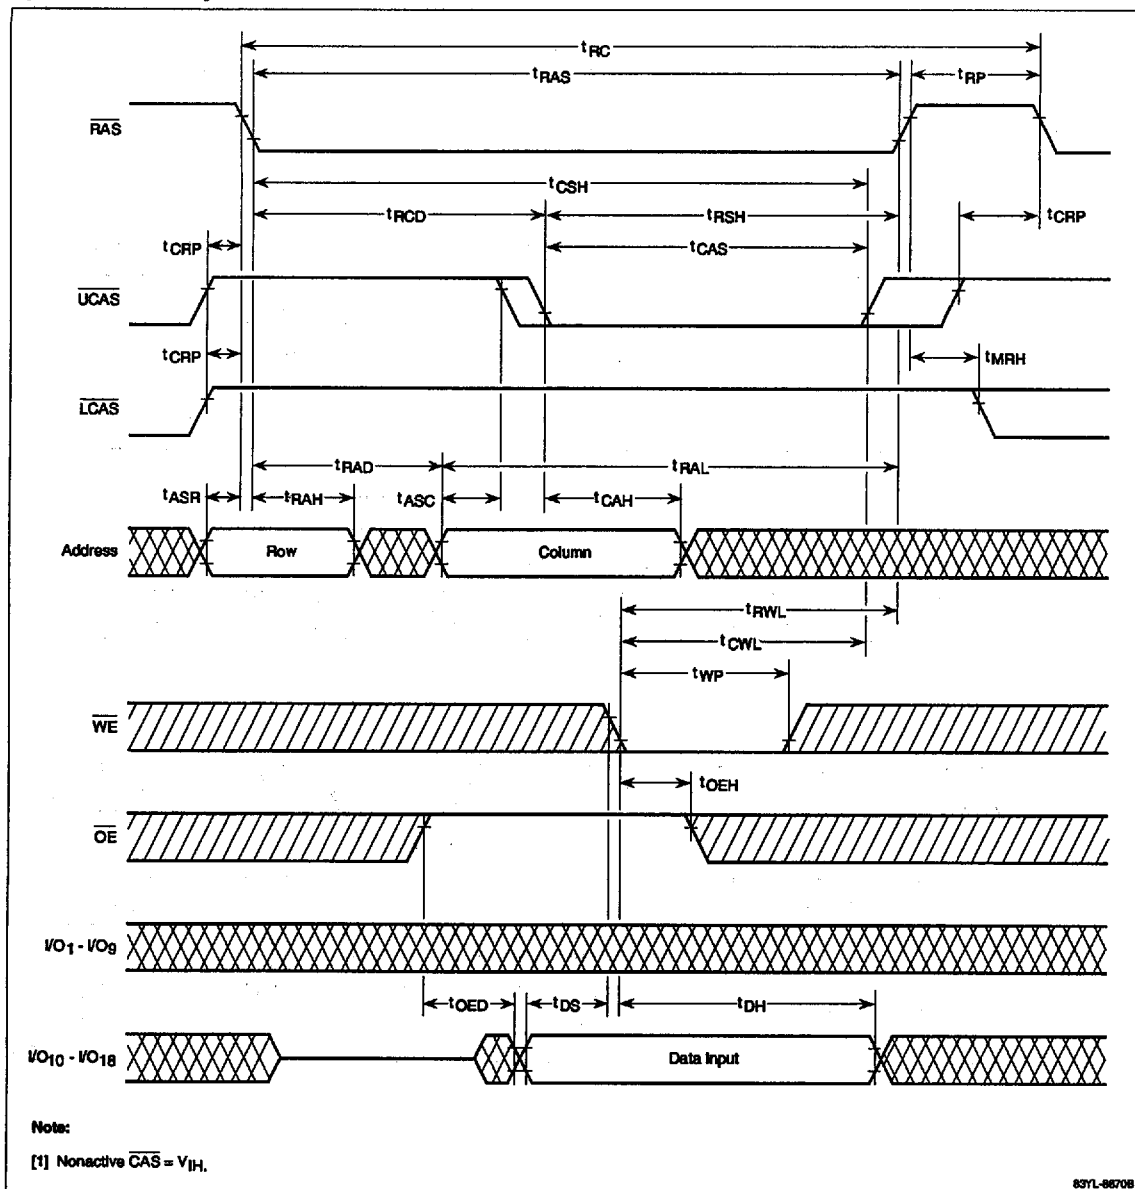 tRC
tRAS
tRP
RAS
tCSH
tRCD
tRSH
tCRP
tCRP
tCAS
UCAS
tCRP
tMRH
LCAS
tRAD
tRAL
tASR
tRAH
tASC
tCAH
Address
Row
Column
tRWL
tCWL
tWP
WE
tOEH
OE
I/O1 - I/O9
tOED
tDS
tDH
I/O10 - I/O18
Data Input
Note:
[1] Nonactive CAS = VIH.
83YL-8670B